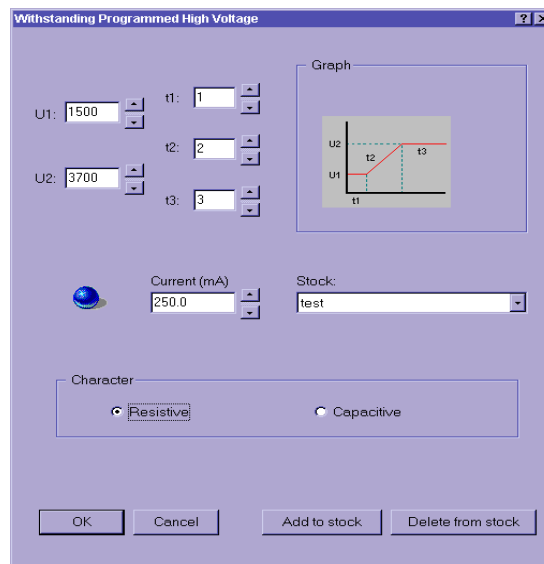 Withstanding Programmed High Voltage
U1: 1500
U2: 3700
t1: 1
t2: 2
t3: 3
Graph
U2
U1
t2
t3
t1
Current (mA)
250.0
Stock:
test
Character
Resistive
Capacitive
OK
Cancel
Add to stock
Delete from stock